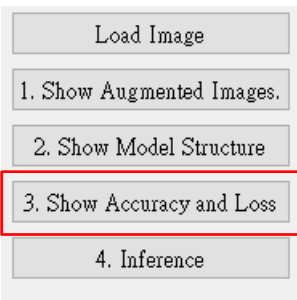 Load Image
1. Show Augmented Images.
2. Show Model Structure
3. Show Accuracy and Loss
4. Inference